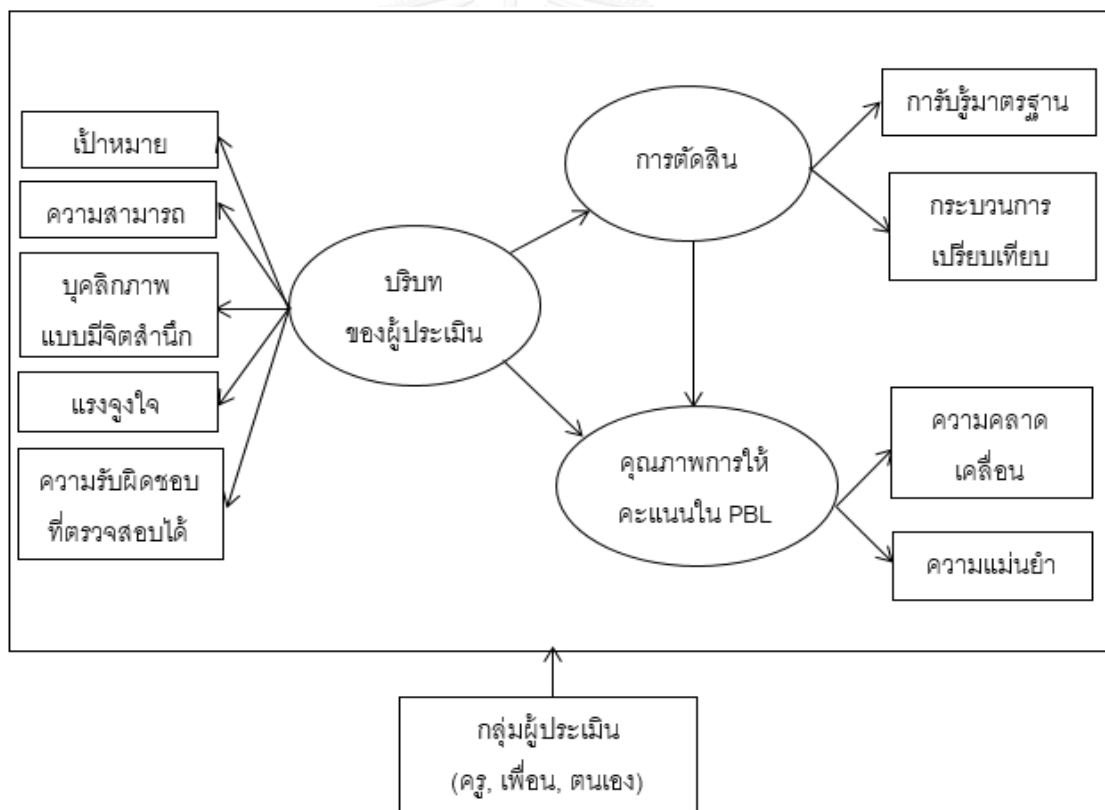 เป้าหมาย
ความสามารถ
บุคลิกภาพ
แบบมีจิตสำนึก
แรงจูงใจ
ความรับผิดชอบ
ที่ตรวจสอบได้
บริบท
ของผู้ประเมิน
การตัดสิน
การับรู้มาตรฐาน
กระบวนการ
เปรียบเทียบ
คุณภาพการให้
คะแนนใน PBL
ความคลาด
เคลื่อน
ความแม่นยำ
กลุ่มผู้ประเมิน
(ครู, เพื่อน, ตนเอง)